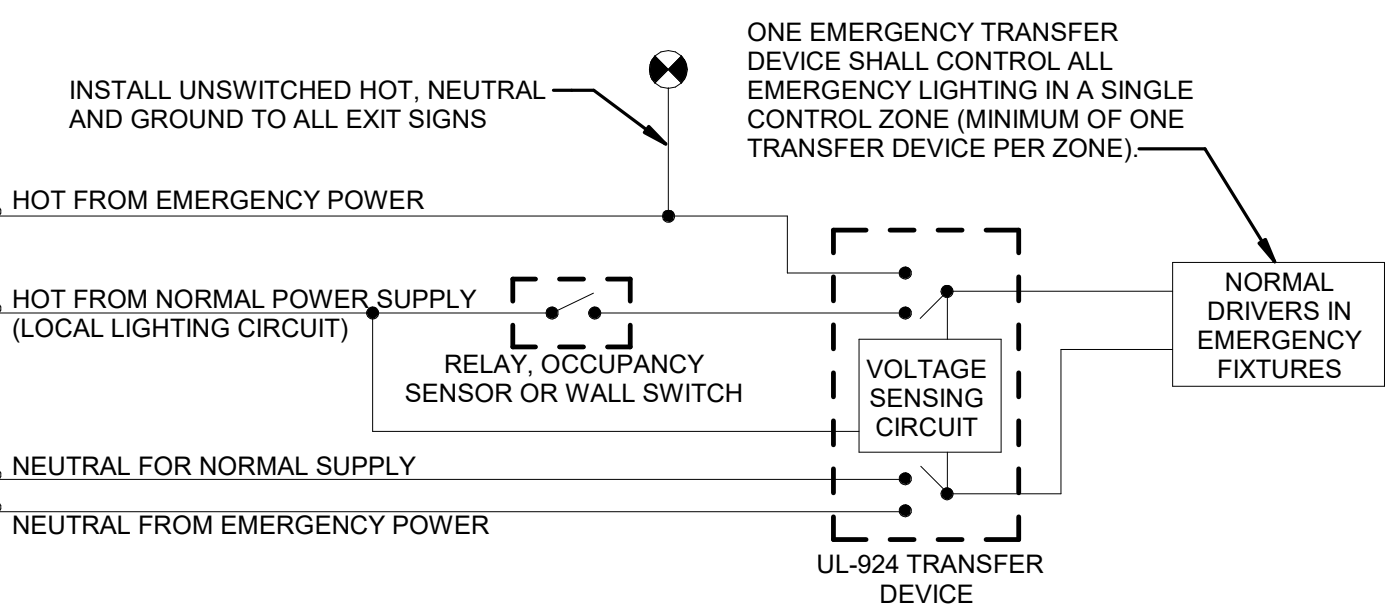 ONE EMERGENCY TRANSFER
DEVICE SHALL CONTROL ALL
EMERGENCY LIGHTING IN A SINGLE
CONTROL ZONE (MINIMUM OF ONE
TRANSFER DEVICE PER ZONE).
INSTALL UNSWITCHED HOT, NEUTRAL
AND GROUND TO ALL EXIT SIGNS
HOT FROM EMERGENCY POWER
HOT FROM NORMAL POWER SUPPLY
(LOCAL LIGHTING CIRCUIT)
RELAY, OCCUPANCY
SENSOR OR WALL SWITCH
NORMAL
DRIVERS IN
EMERGENCY
FIXTURES
VOLTAGE
SENSING
CIRCUIT
NEUTRAL FOR NORMAL SUPPLY
NEUTRAL FROM EMERGENCY POWER
UL-924 TRANSFER
DEVICE